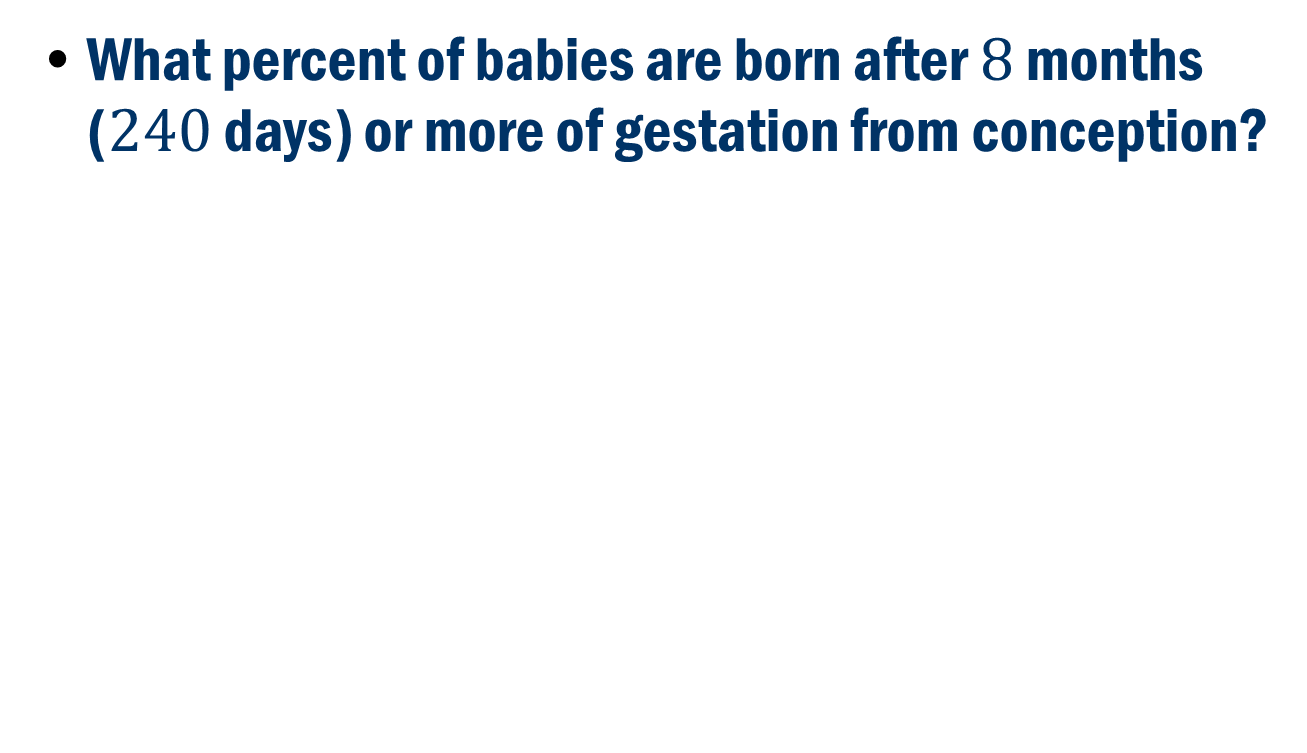 • What percent of babies are born after 8 months
(240 days) or more of gestation from conception?